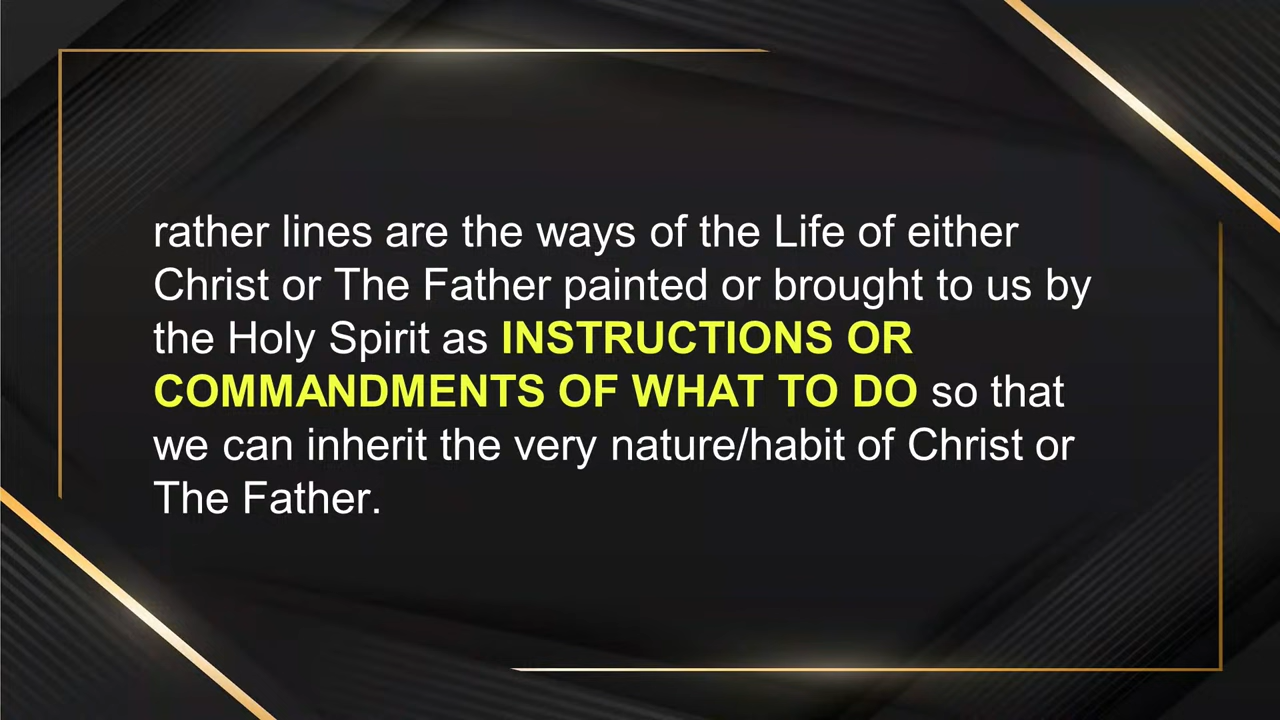 rather lines are the ways of the Life of either
Christ or The Father painted or brought to us by
the Holy Spirit as INSTRUCTIONS OR
COMMANDMENTS OF WHAT TO DO so that
we can inherit the very nature/habit of Christ or
The Father.